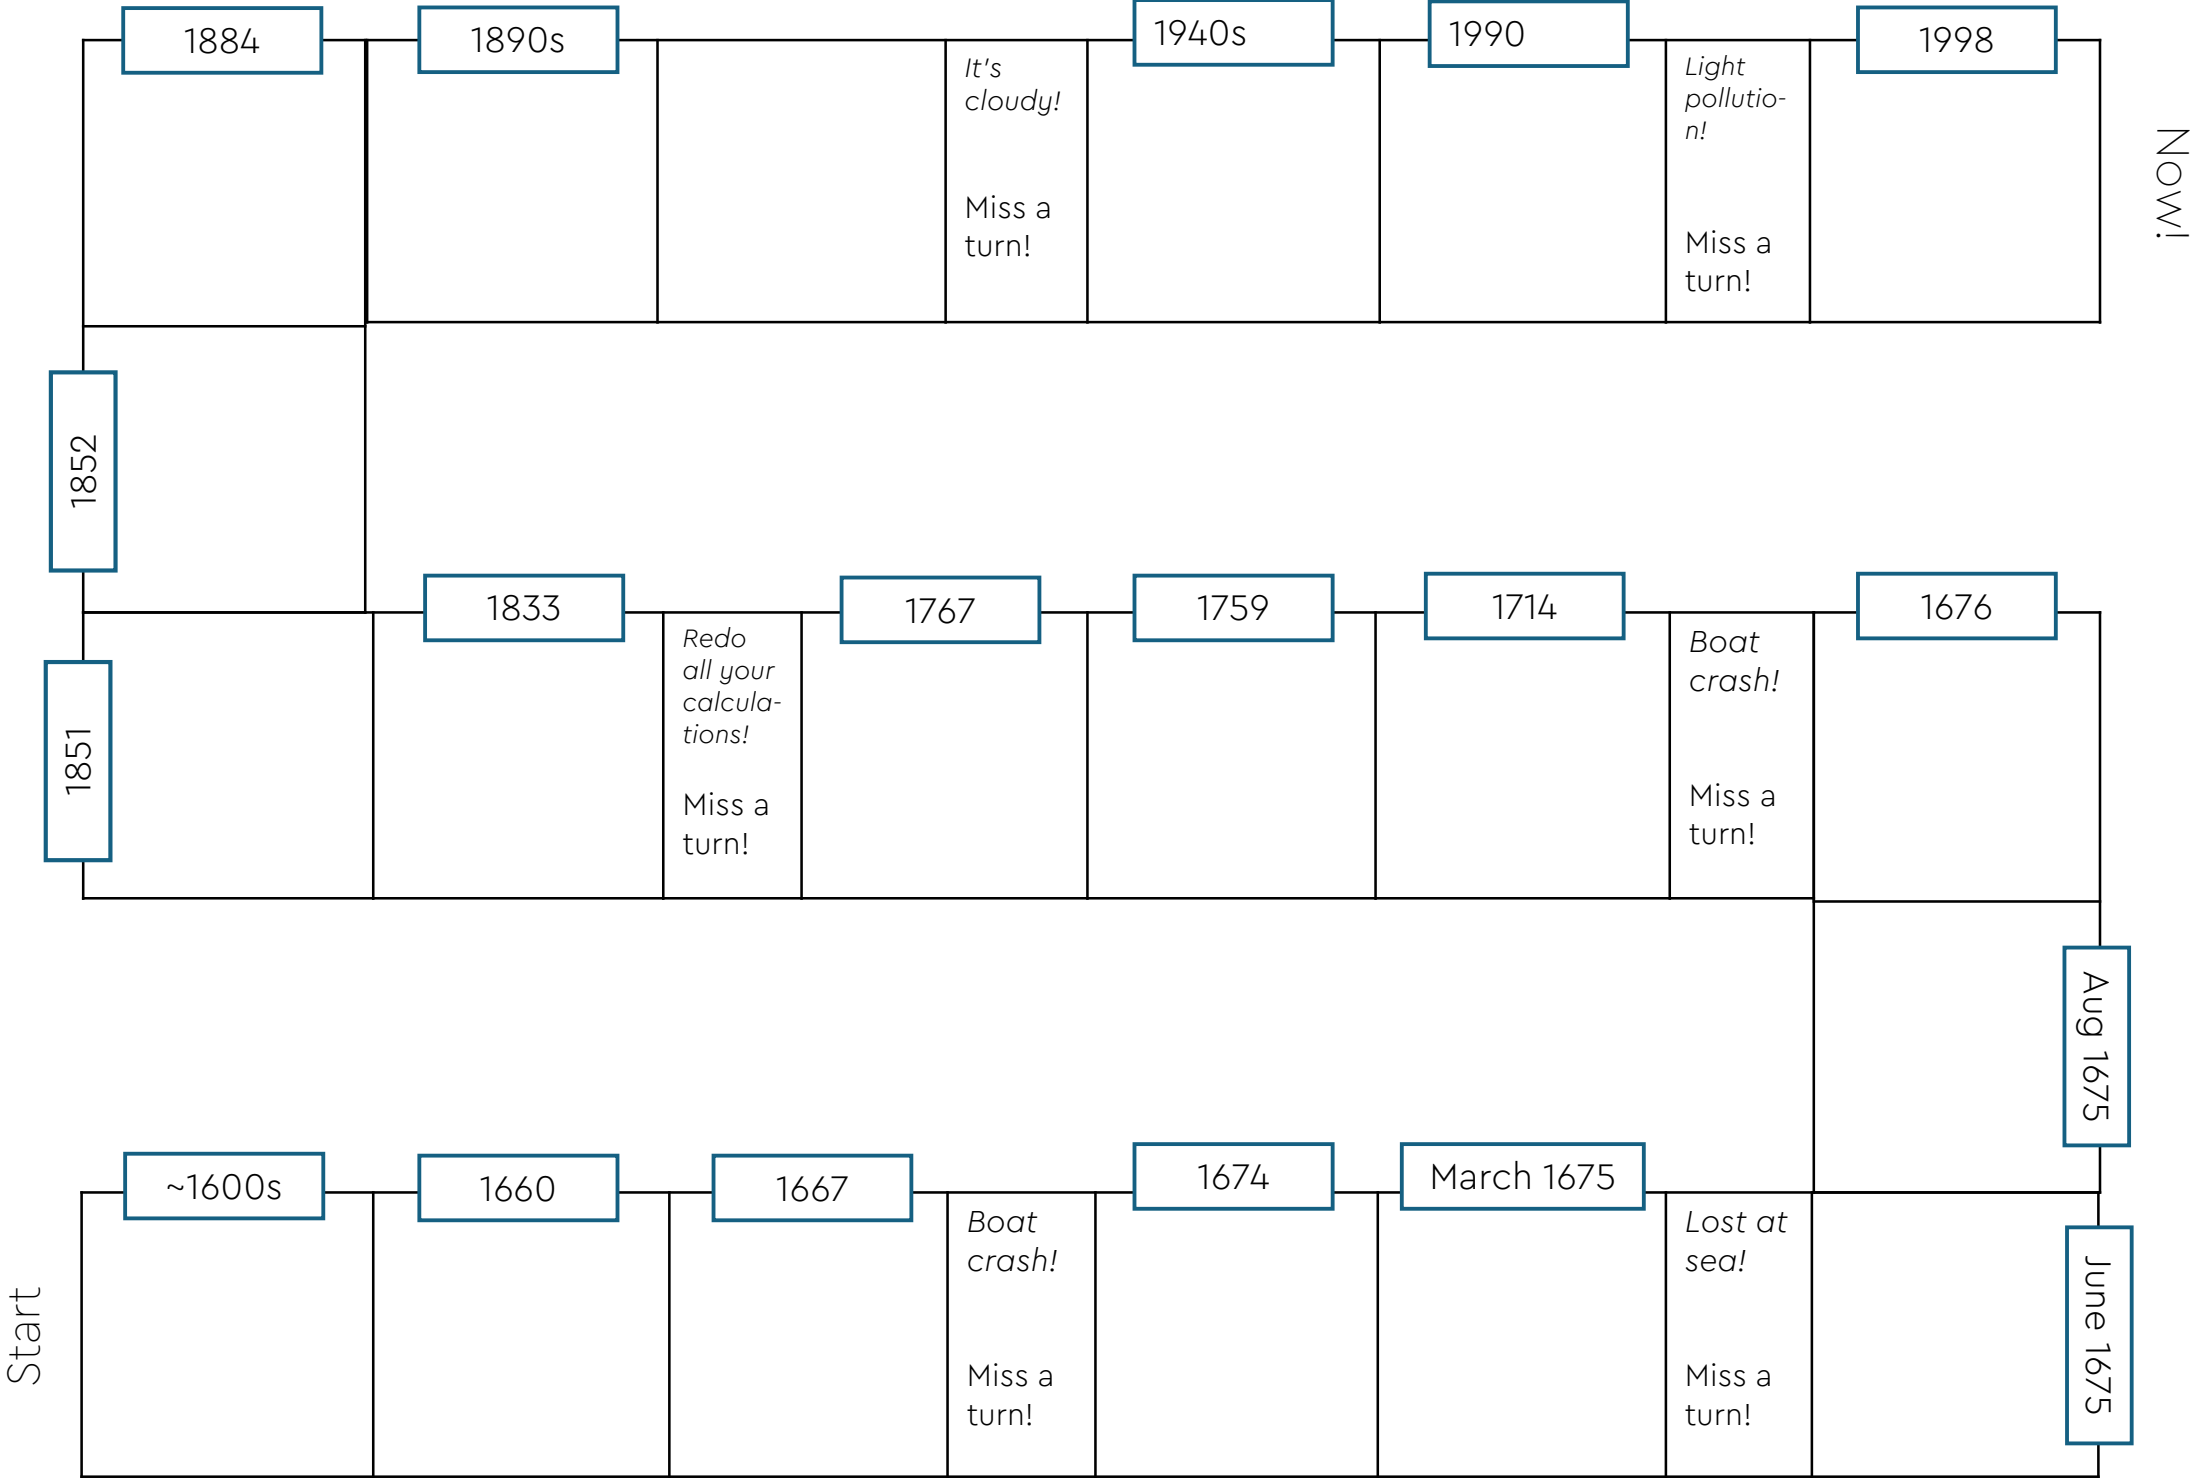 1884
1890s
It's
cloudy!
Miss a
turn!
1940s
1990
Light
pollutio-
n!
Miss a
turn!
1998
Now!
1852
1851
1833
Redo
all your
calcula-
tions!
Miss a
turn!
1767
1759
1714
Boat
crash!
Miss a
turn!
1676
Aug 1675
Start
~1600s
1660
1667
Boat
crash!
Miss a
turn!
1674
March 1675
Lost at
sea!
Miss a
turn!
June 1675